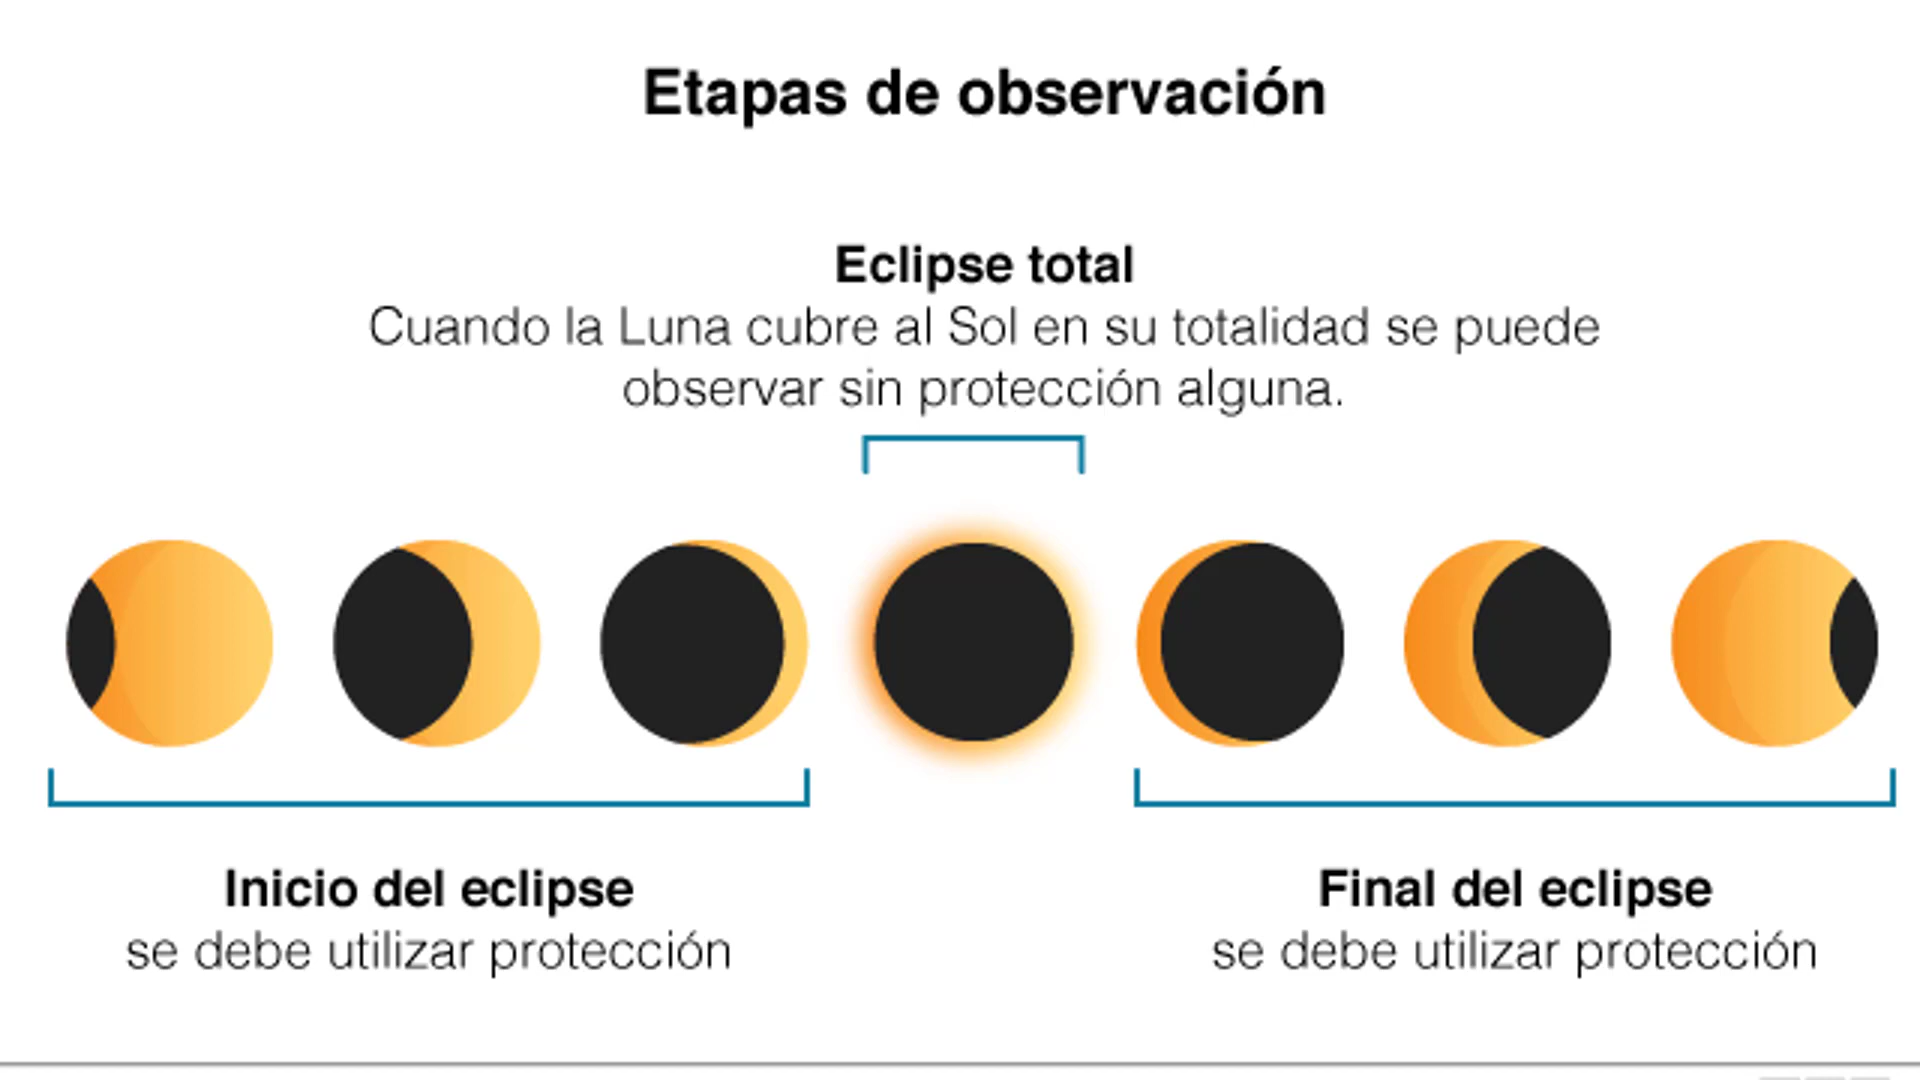 Etapas de observación
Eclipse total
Cuando la Luna cubre al Sol en su totalidad se puede
observar sin protección alguna.
Inicio del eclipse
se debe utilizar protección
Final del eclipse
se debe utilizar protección